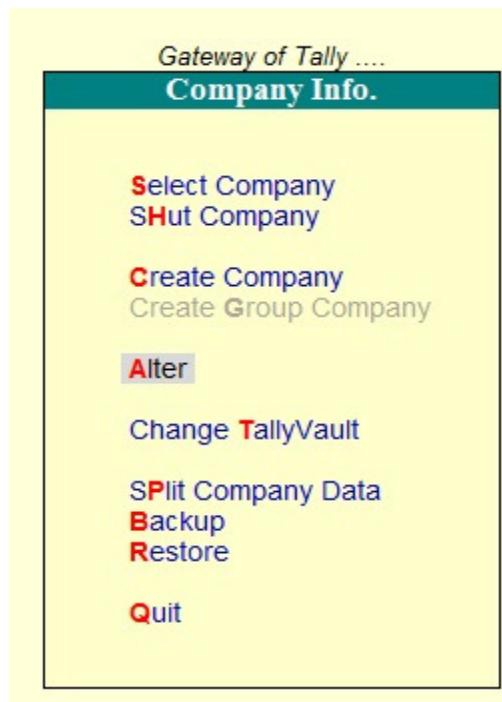 Gateway of Tally ....
Company Info.
Select Company
SHut Company
Create Company
Create Group Company
Alter
Change TallyVault
SPlit Company Data
Backup
Restore
Quit